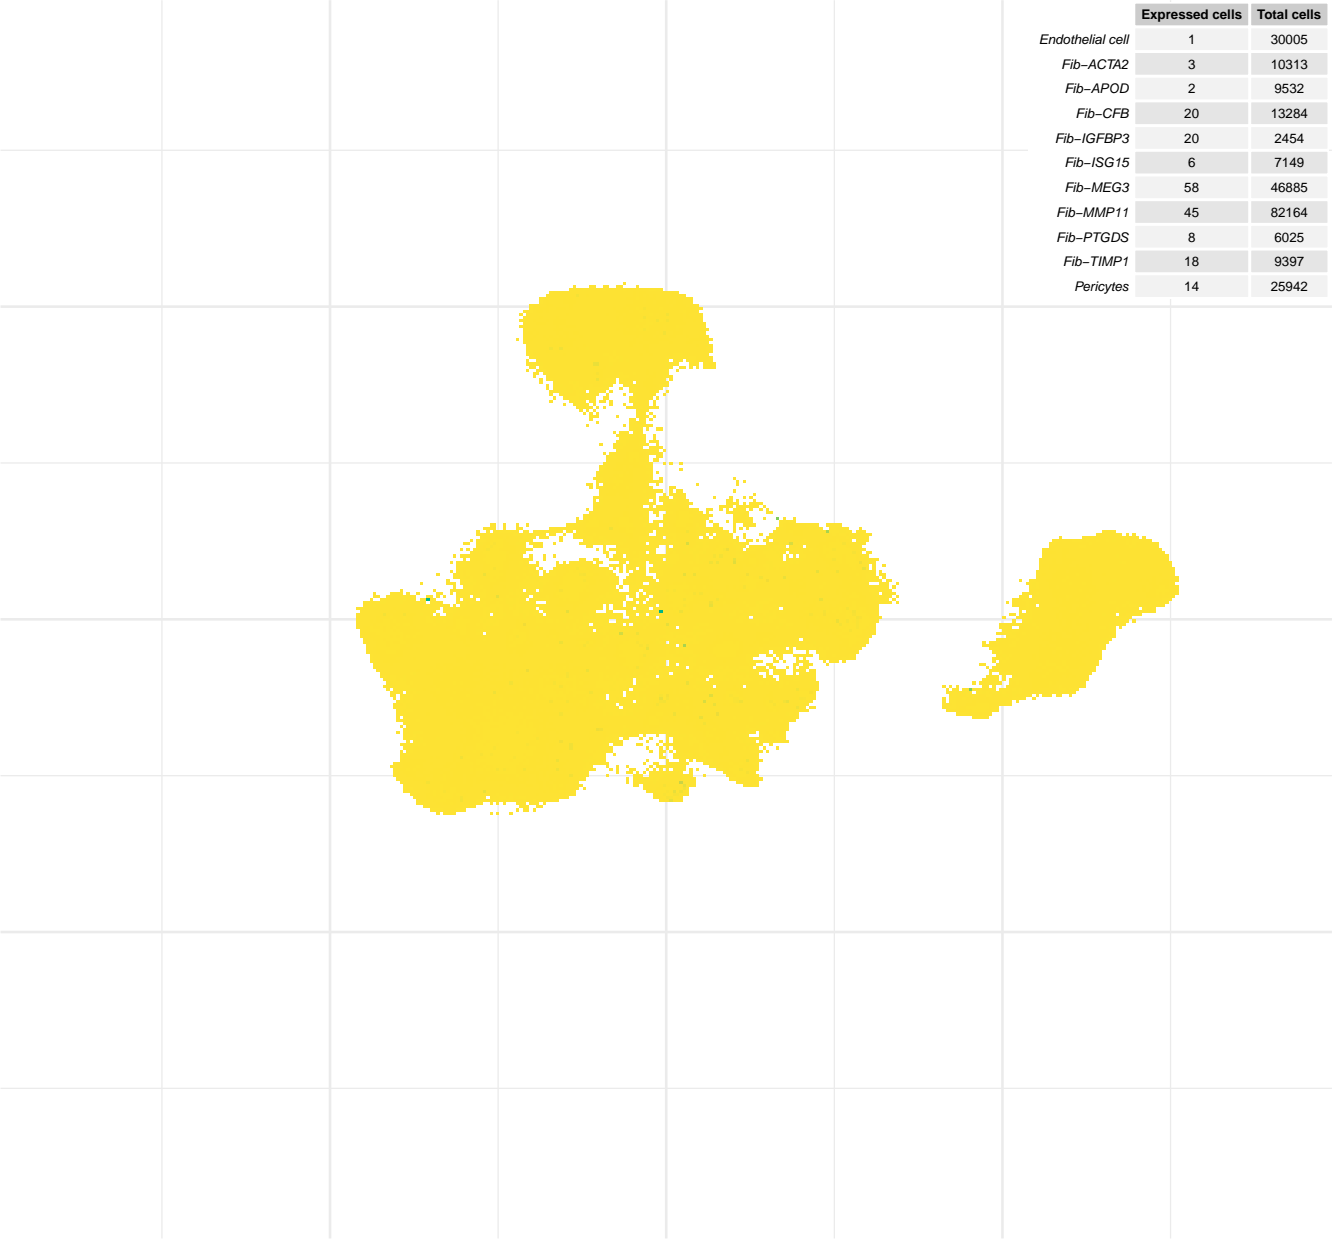 Expressed cells Total cells
Endothelial cell 1 30005
Fib−ACTA2 3 10313
Fib−APOD 2 9532
Fib−CFB 20 13284
Fib−IGFBP3 20 2454
Fib−ISG15 6 7149
Fib−MEG3 58 46885
Fib−MMP11 45 82164
Fib−PTGDS 8 6025
Fib−TIMP1 18 9397
Pericytes 14 25942